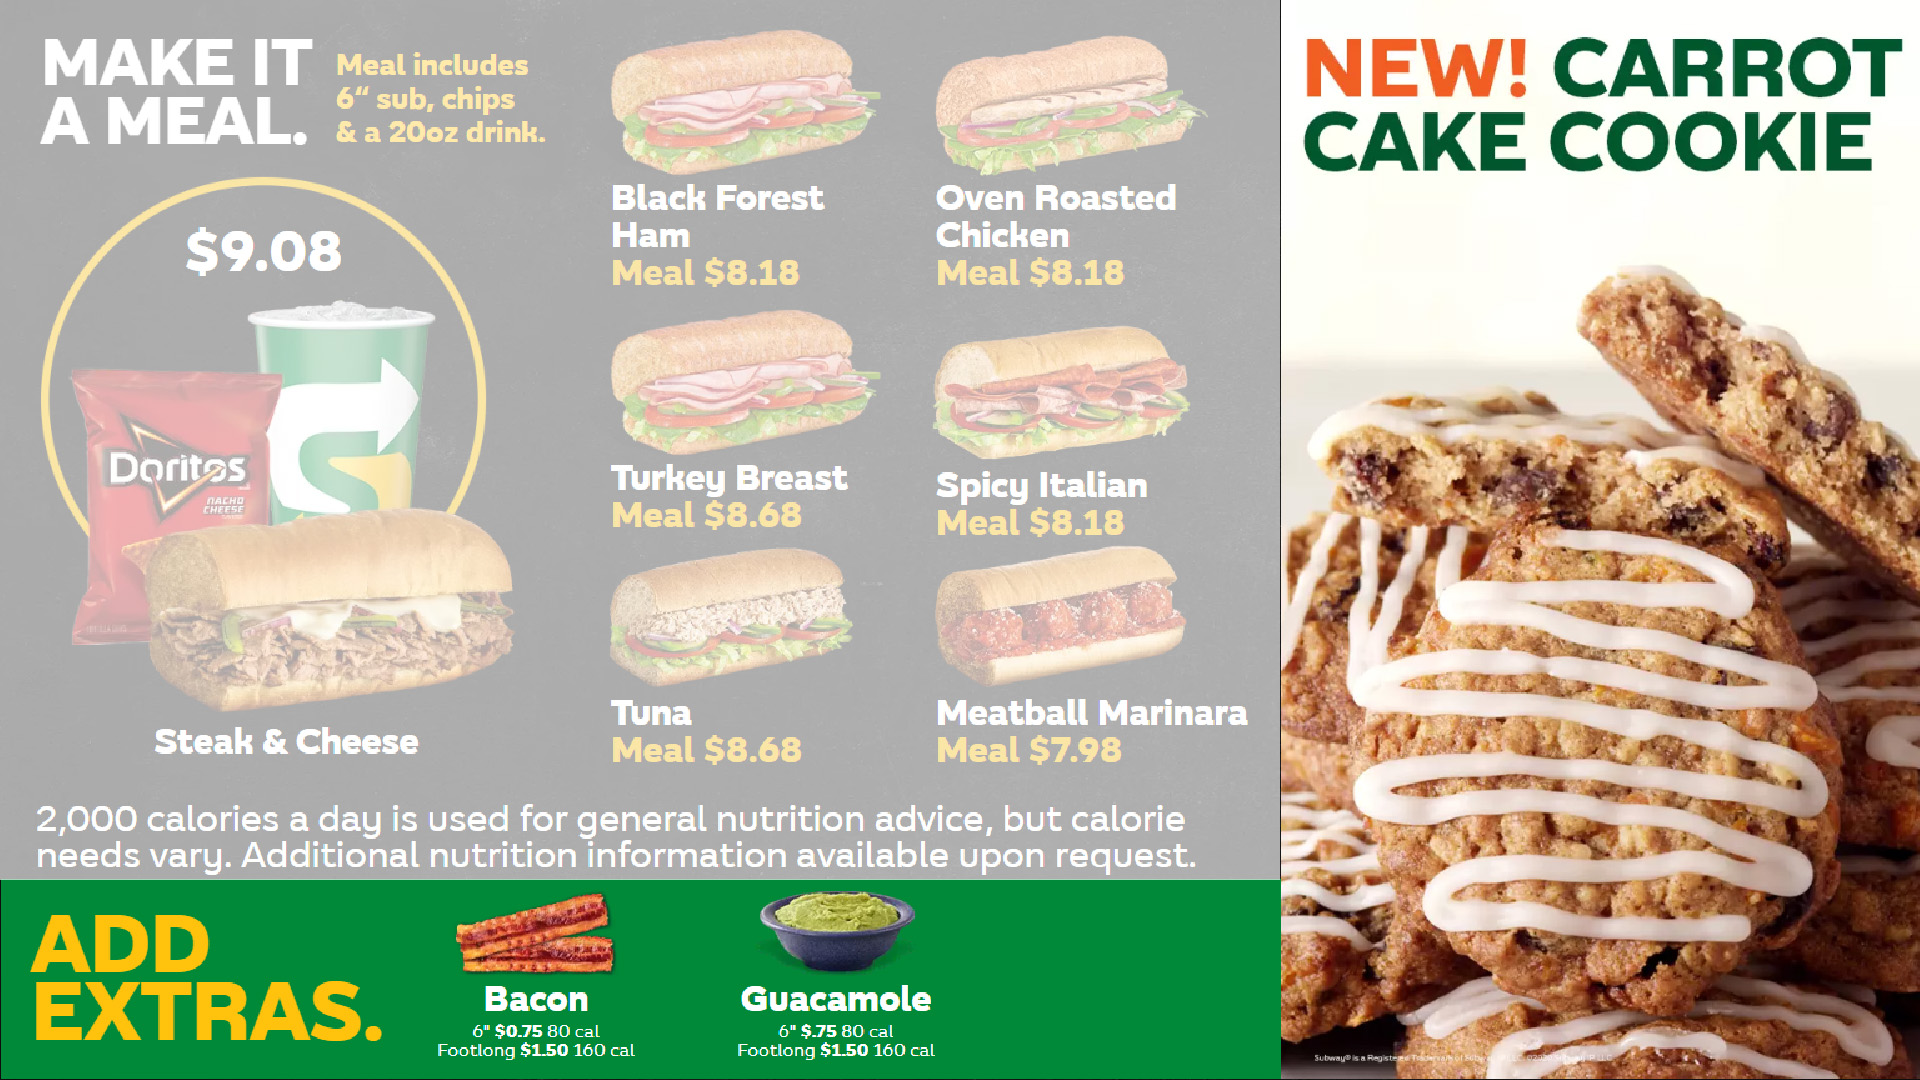 MAKE IT
A MEAL.
Meal includes
6“ sub, chips
& a 20oz drink.
$9.08
Doritos
NACHO
CHEESE
Steak & Cheese
Black Forest
Ham
Meal $8.18
Oven Roasted
Chicken
Meal $8.18
Turkey Breast
Meal $8.68
Spicy Italian
Meal $8.18
Tuna
Meal $8.68
Meatball Marinara
Meal $7.98
2,000 calories a day is used for general nutrition advice, but calorie
needs vary. Additional nutrition information available upon request.
ADD
EXTRAS.
Bacon
6" $0.75 80 cal
Footlong $1.50 160 cal
Guacamole
6" $.75 80 cal
Footlong $1.50 160 cal
NEW! CARROT
CAKE COOKIE
Subway® is a Registered Trademark of